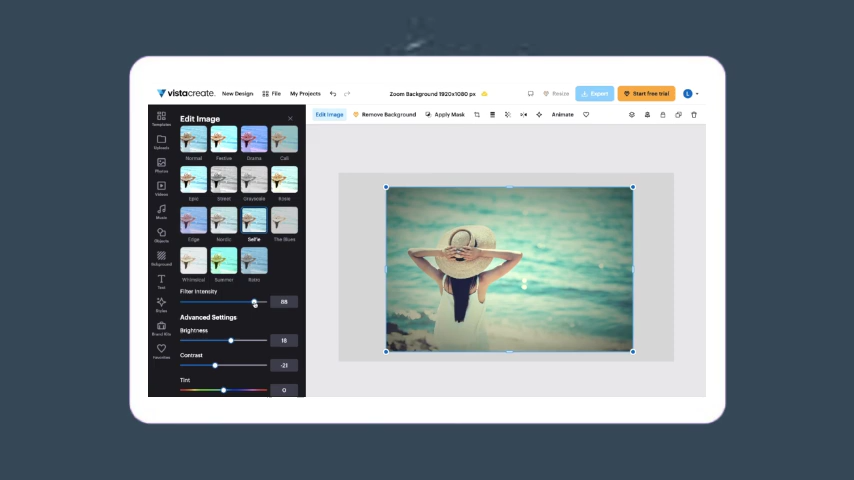 vistacreate. New Design File My Projects Zoom Background 1920x1080 px Resize Export Start free trial L
Edit Image Remove Background Apply Mask Animate
Edit Image
Templates
Uploads
Photos
Videos
Music
Objects
Background
Text
Styles
Brand Kits
Favorites
Normal Festive Drama Cali
Epic Street Grayscale Rosie
Edge Nordic Selfie The Blues
Whimsical Summer Retro
Filter Intensity
88
Advanced Settings
Brightness
18
Contrast
-21
Tint
0